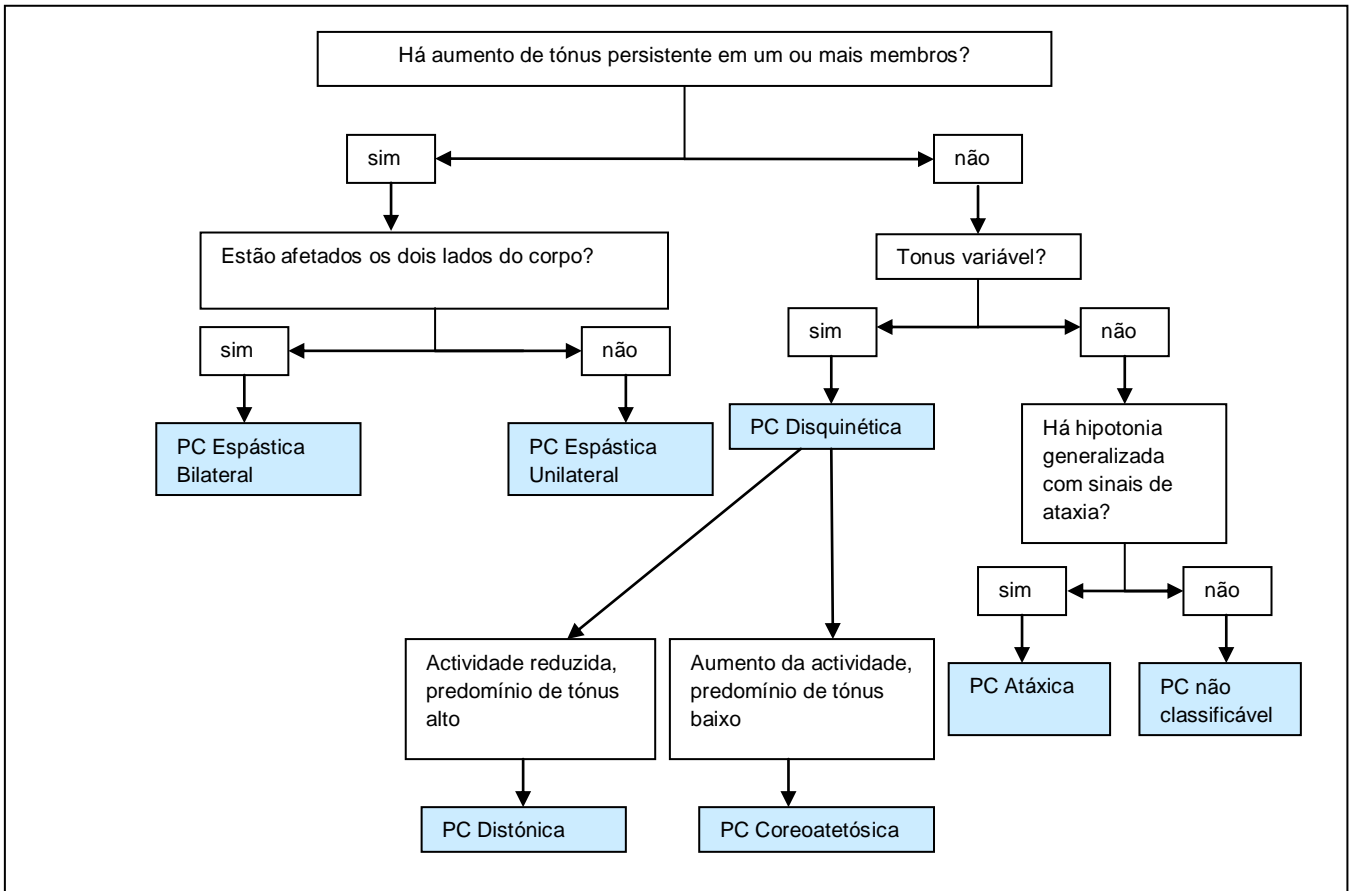 Há aumento de tónus persistente em um ou mais membros?
sim
não
Estão afetados os dois lados do corpo?
Tonus variável?
sim
não
sim
não
PC Espástica
Bilateral
PC Espástica
Unilateral
PC Disquinética
Há hipotonia
generalizada
com sinais de
ataxia?
sim
não
Actividade reduzida,
predomínio de tónus
alto
Aumento da actividade,
predomínio de tónus
baixo
PC Atáxica
PC não
classificável
PC Distónica
PC Coreoatetósica